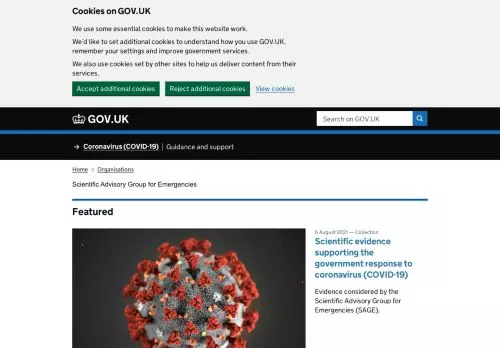 Cookies on GOV.UK
We use some essential cookies to make this website work.
We'd like to set additional cookies to understand how you use GOV.UK,
remember your settings and improve government services.
We also use cookies set by other sites to help us deliver content from their
services.
Accept additional cookies Reject additional cookies View cookies
GOV.UK Search on GOV.UK
→ Coronavirus (COVID-19) | Guidance and support
Home > Organisations
Scientific Advisory Group for Emergencies
Featured
6 August 2021 — Collection
Scientific evidence
supporting the
government response to
coronavirus (COVID-19)
Evidence considered by the
Scientific Advisory Group for
Emergencies (SAGE).